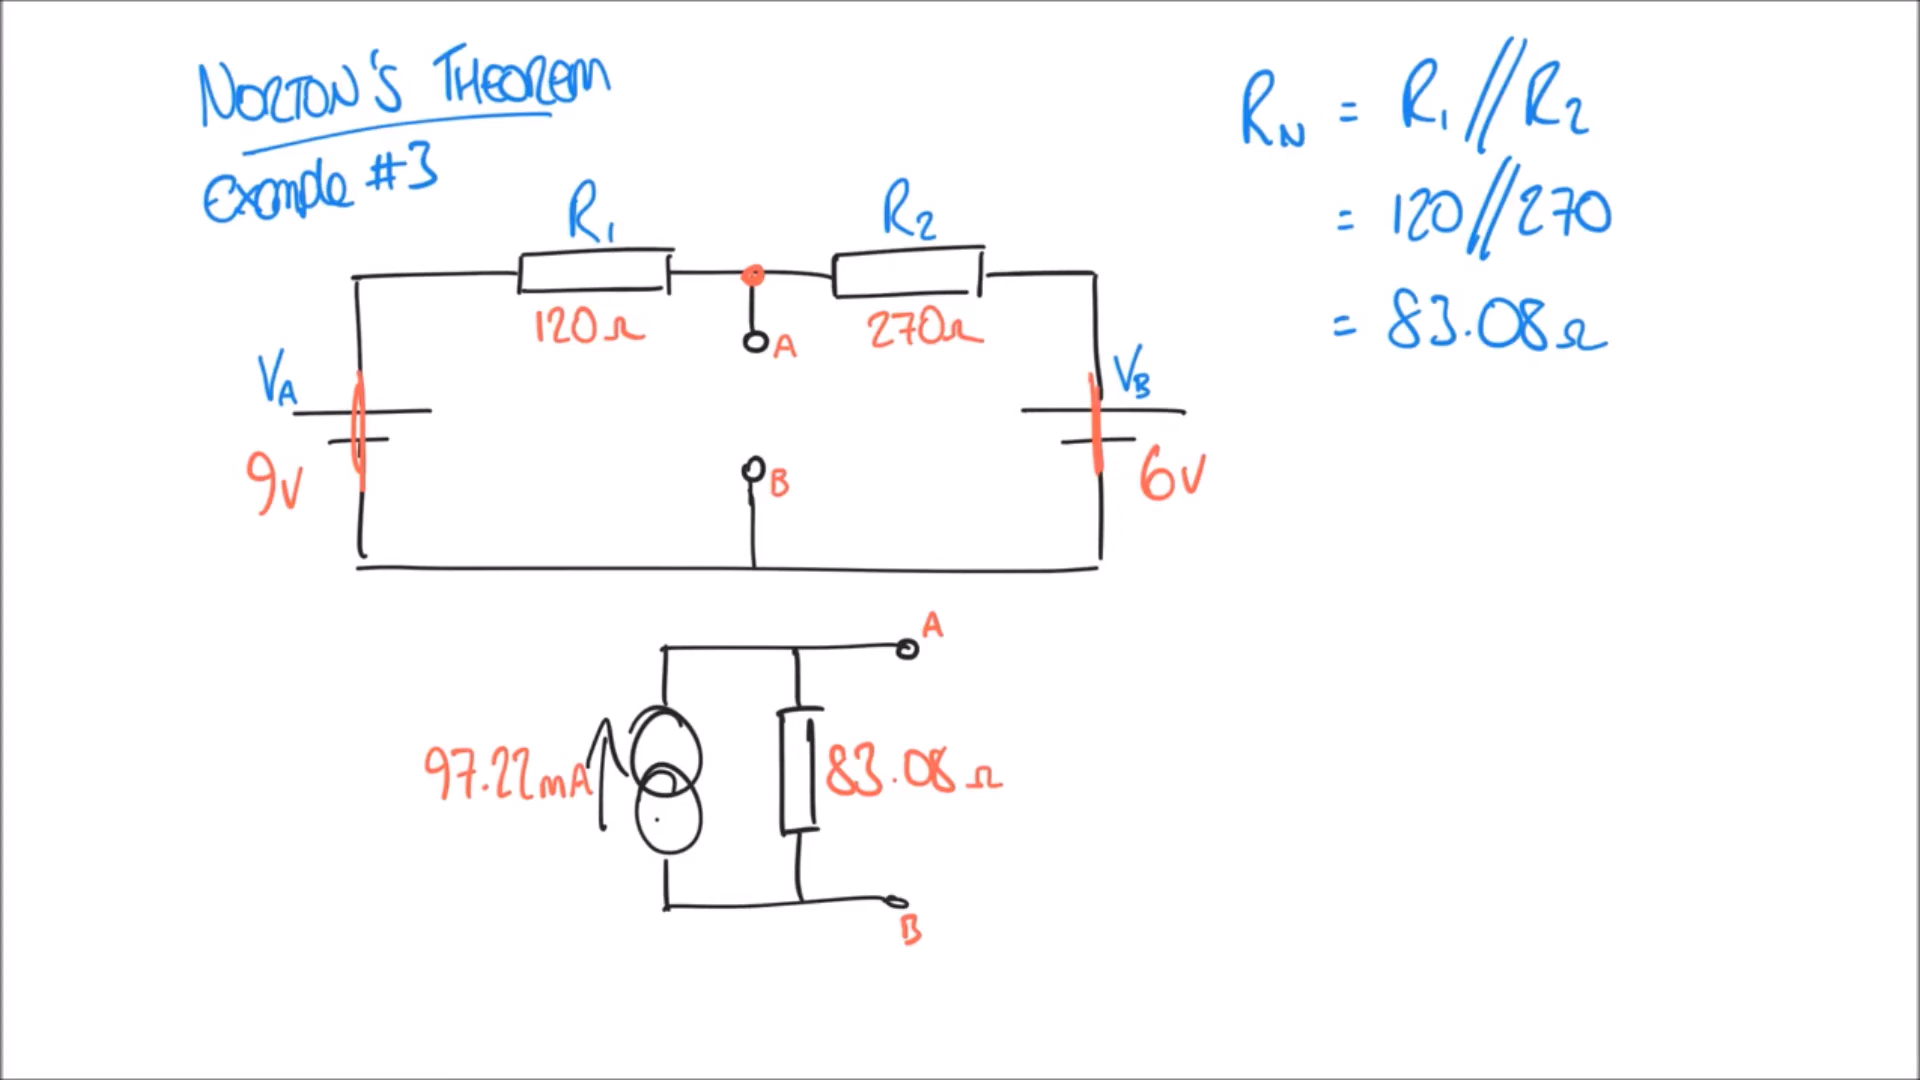 NORTON'S THEOREM
Example #3
R1
R2
120Ω
270Ω
A
VA
9V
B
VB
6V
RN = R1 // R2
= 120 // 270
= 83.08Ω
A
97.22mA
83.08Ω
B